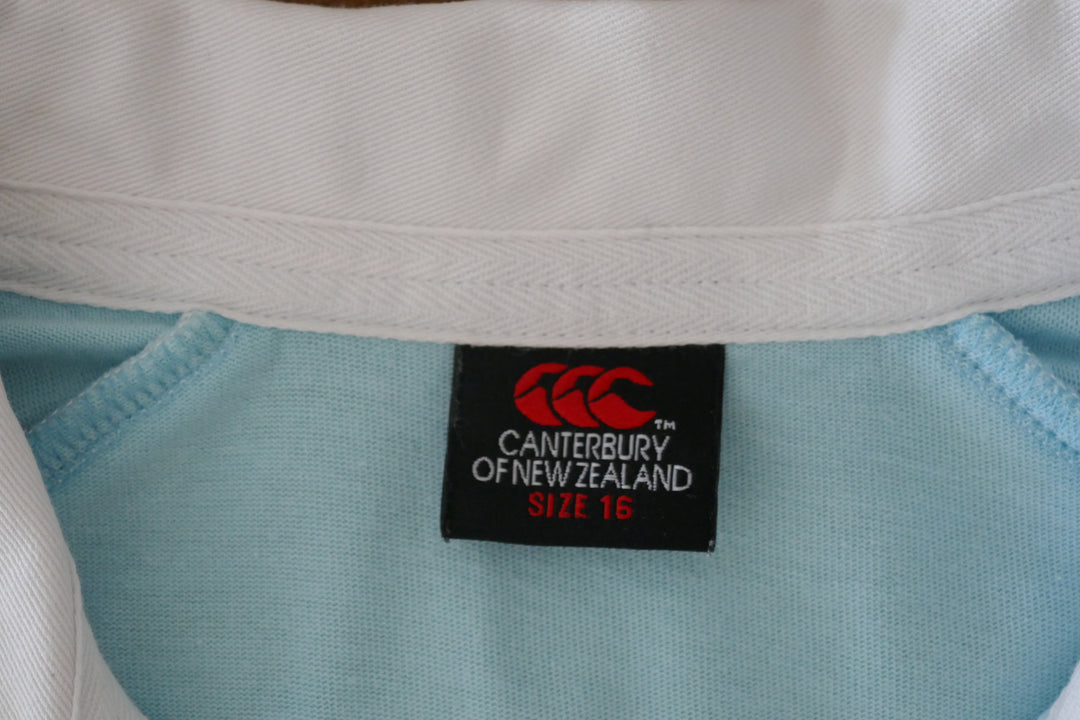 TM
CANTERBURY
OF NEW ZEALAND
SIZE 16